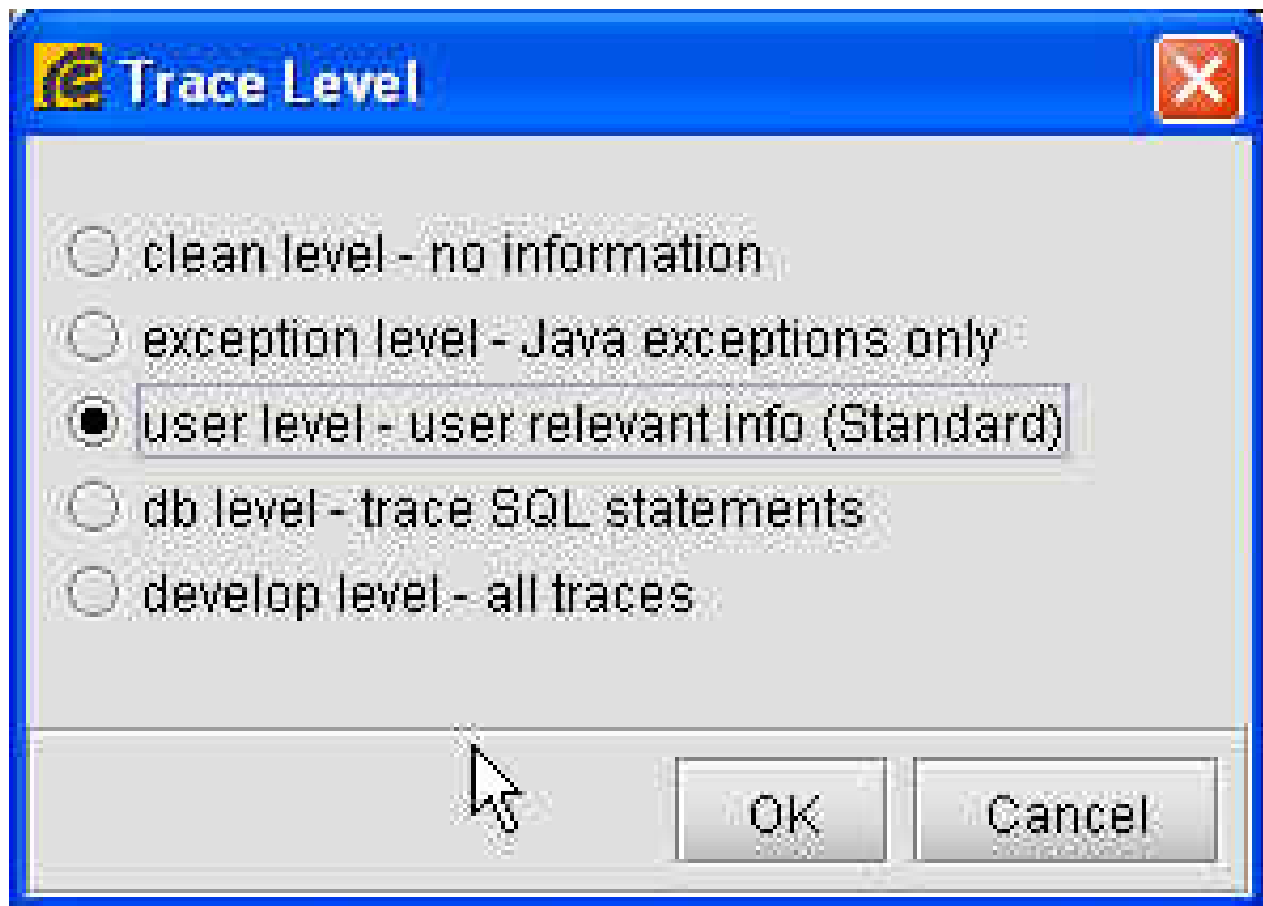 Trace Level
clean level - no information
exception level - Java exceptions only
user level - user relevant info (Standard)
db level - trace SQL statements
develop level - all traces
OK
Cancel